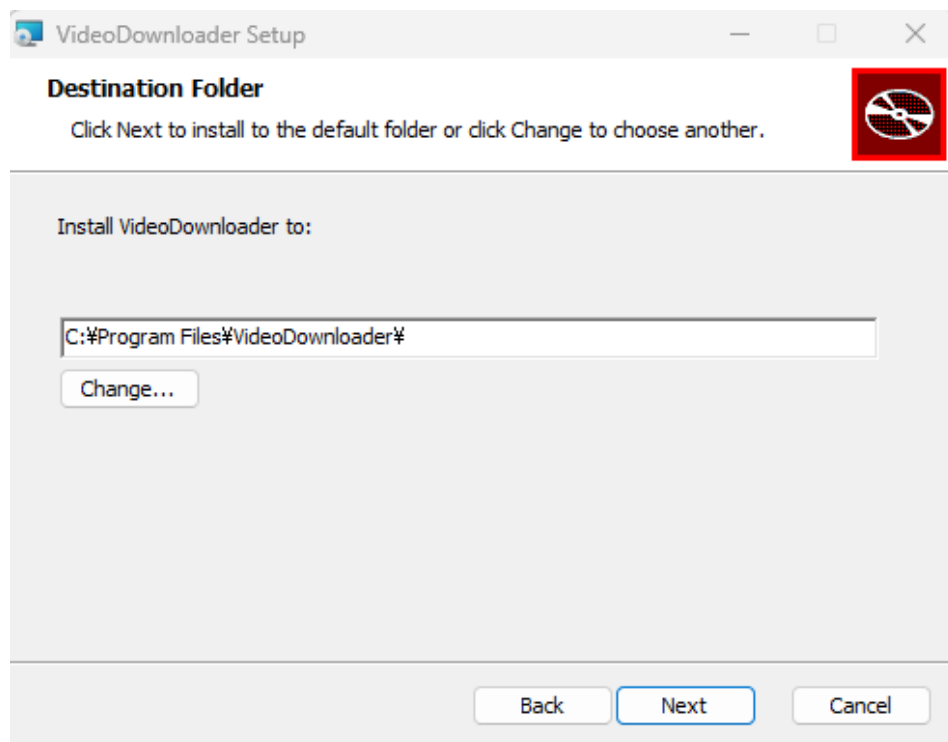 VideoDownloader Setup
Destination Folder
Click Next to install to the default folder or click Change to choose another.
Install VideoDownloader to:
C:¥Program Files¥VideoDownloader¥
Change...
Back
Next
Cancel